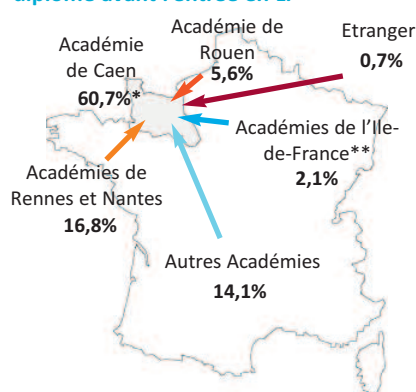 diplôme avant l'entrée en LP
Académie
de Caen
60,7%*
Académie de
Rouen
5,6%
Etranger
0,7%
Académies de l'Ile-
de-France**
2,1%
Académies de
Rennes et Nantes
16,8%
Autres Académies
14,1%